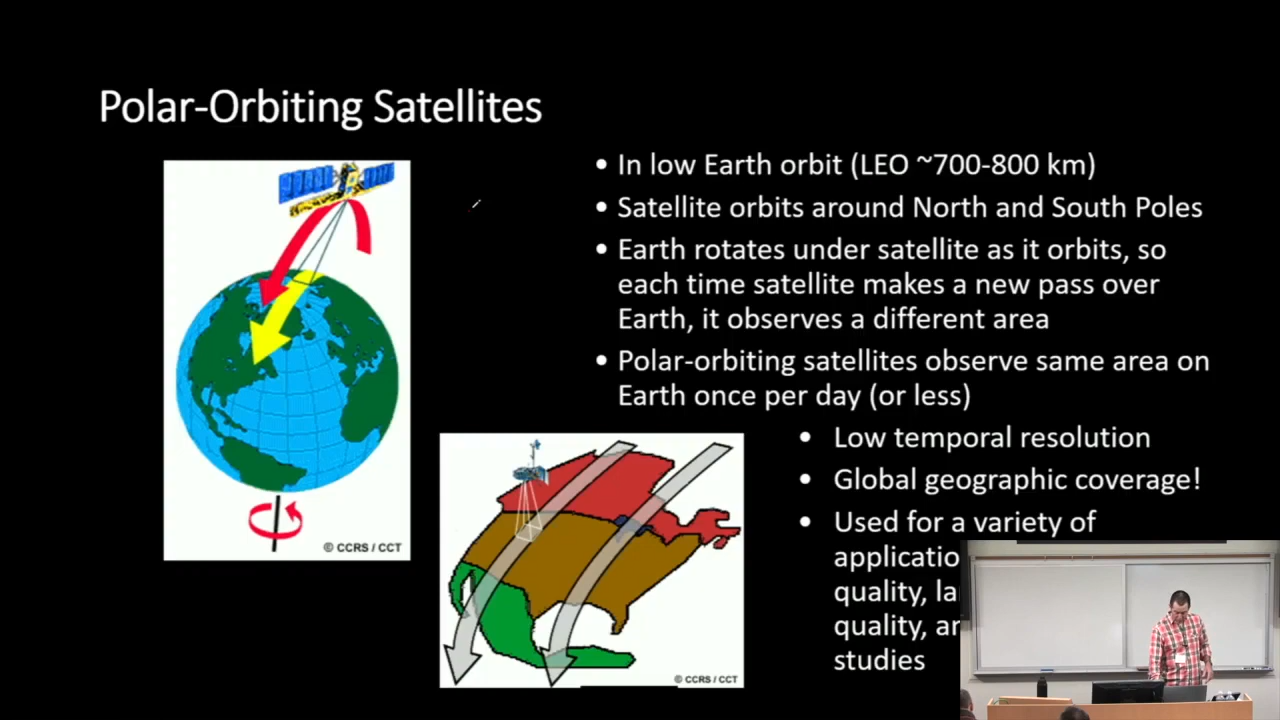 Polar-Orbiting Satellites
• In low Earth orbit (LEO ~700-800 km)
• Satellite orbits around North and South Poles
• Earth rotates under satellite as it orbits, so
each time satellite makes a new pass over
Earth, it observes a different area
• Polar-orbiting satellites observe same area on
Earth once per day (or less)
• Low temporal resolution
• Global geographic coverage!
• Used for a variety of
applicatio
quality, la
quality, a
studies
© CCRS / CCT
© CCRS / CCT